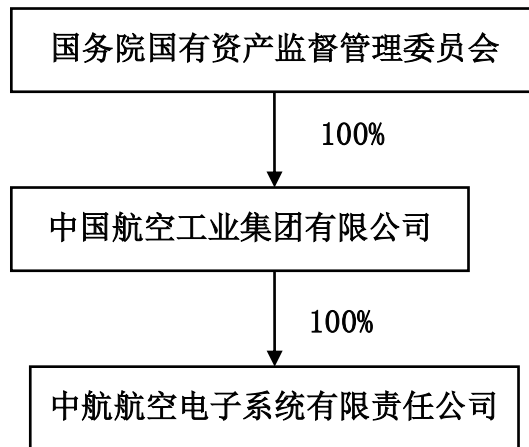 国务院国有资产监督管理委员会
100%
中国航空工业集团有限公司
100%
中航航空电子系统有限责任公司